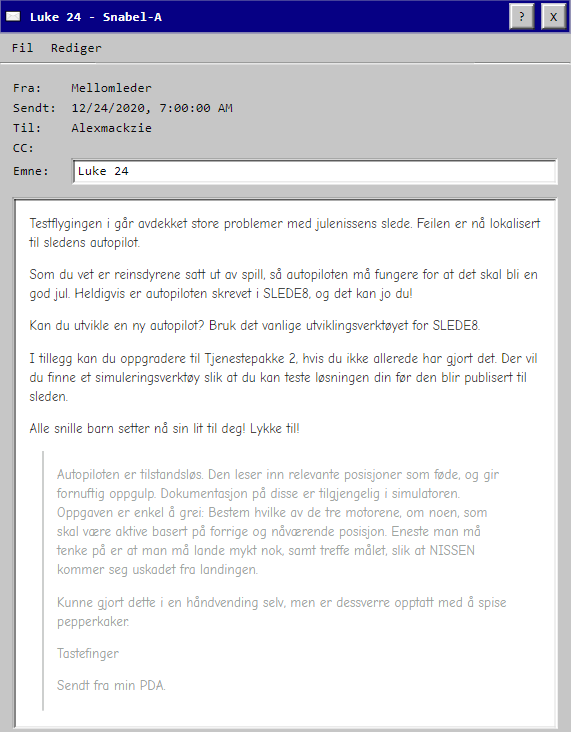 Luke 24 - Snabel-A
? X
Fil Rediger
Fra: Mellomleder
Sendt: 12/24/2020, 7:00:00 AM
Til: Alexmackzie
CC:
Emne: Luke 24
Testflygingen i går avdekket store problemer med julenissens slede. Feilen er nå lokalisert
til sledens autopilot.
Som du vet er reinsdyrene satt ut av spill, så autopiloten må fungere for at det skal bli en
god jul. Heldigvis er autopiloten skrevet i SLEDE8, og det kan jo du!
Kan du utvikle en ny autopilot? Bruk det vanlige utviklingsverktøyet for SLEDE8.
I tillegg kan du oppgradere til Tjenestepakke 2, hvis du ikke allerede har gjort det. Der vil
du finne et simuleringsverktøy slik at du kan teste løsningen din før den blir publisert til
sleden.
Alle snille barn setter nå sin lit til deg! Lykke til!
Autopiloten er tilstandsløs. Den leser inn relevante posisjoner som føde, og gir
fornuftig oppgulp. Dokumentasjon på disse er tilgjengelig i simulatoren.
Oppgaven er enkel å grei: Bestem hvilke av de tre motorene, om noen, som
skal være aktive basert på forrige og nåværende posisjon. Eneste man må
tenke på er at man må lande mykt nok, samt treffe målet, slik at NISSEN
kommer seg uskadet fra landingen.
Kunne gjort dette i en håndvending selv, men er dessverre opptatt med å spise
pepperkaker.
Tastefinger
Sendt fra min PDA.